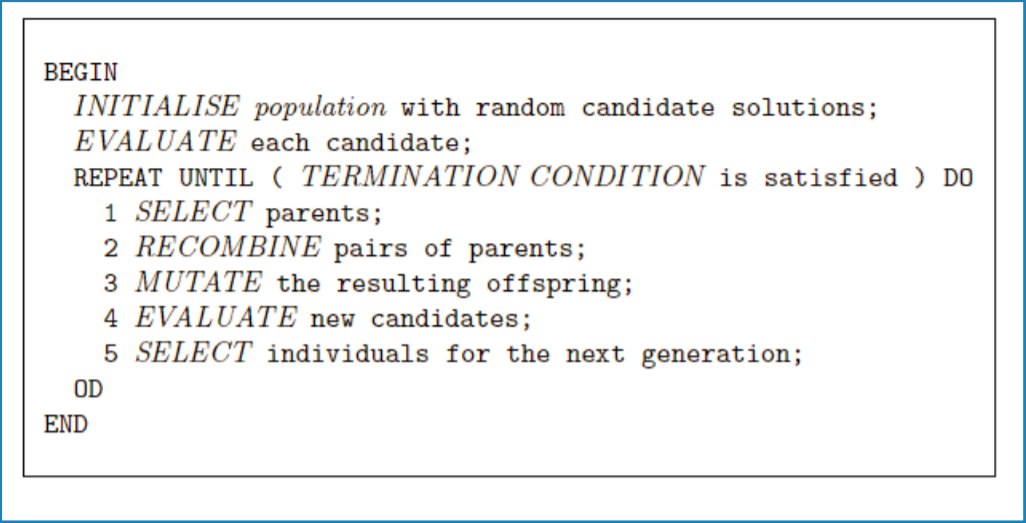 BEGIN
INITIALISE population with random candidate solutions;
EVALUATE each candidate;
REPEAT UNTIL ( TERMINATION CONDITION is satisfied ) DO
1 SELECT parents;
2 RECOMBINE pairs of parents;
3 MUTATE the resulting offspring;
4 EVALUATE new candidates;
5 SELECT individuals for the next generation;
OD
END